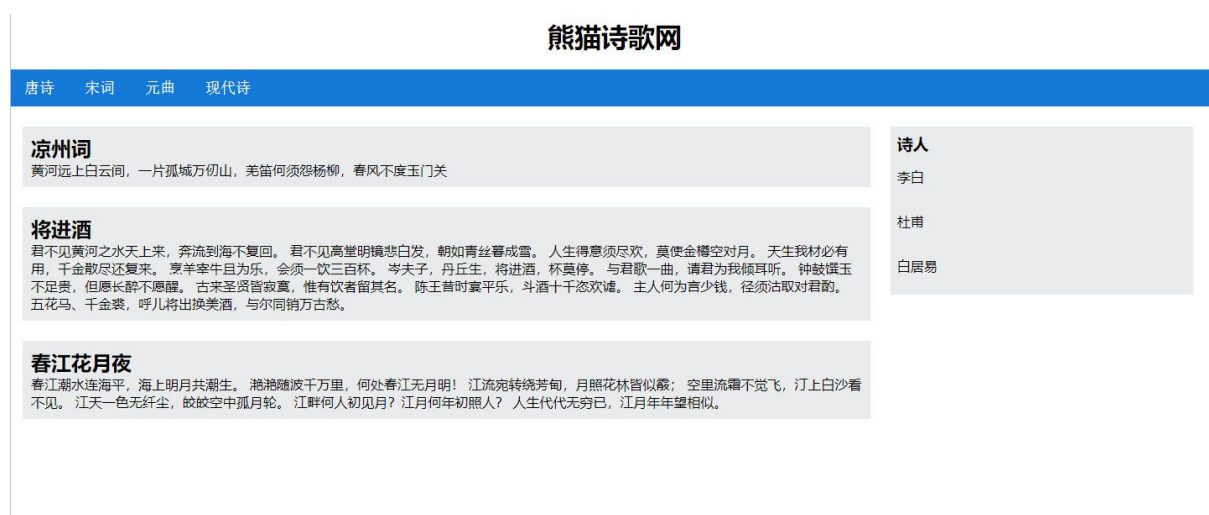 熊猫诗歌网
唐诗 宋词 元曲 现代诗
凉州词
黄河远上白云间，一片孤城万仞山，羌笛何须怨杨柳，春风不度玉门关
将进酒
君不见黄河之水天上来，奔流到海不复回。 君不见高堂明镜悲白发，朝如青丝暮成雪。 人生得意须尽欢，莫使金樽空对月。 天生我材必有
用，千金散尽还复来。 烹羊宰牛且为乐，会须一饮三百杯。 岑夫子，丹丘生，将进酒，杯莫停。 与君歌一曲，请君为我倾耳听。 钟鼓馔玉
不足贵，但愿长醉不愿醒。 古来圣贤皆寂寞，惟有饮者留其名。 陈王昔时宴平乐，斗酒十千恣欢谑。 主人何为言少钱，径须沽取对君酌。
五花马、千金裘，呼儿将出换美酒，与尔同销万古愁。
春江花月夜
春江潮水连海平，海上明月共潮生。 滟滟随波千万里，何处春江无月明！ 江流宛转绕芳甸，月照花林皆似霰； 空里流霜不觉飞，汀上白沙看
不见。 江天一色无纤尘，皎皎空中孤月轮。 江畔何人初见月？江月何年初照人？ 人生代代无穷已，江月年年望相似。
诗人
李白
杜甫
白居易